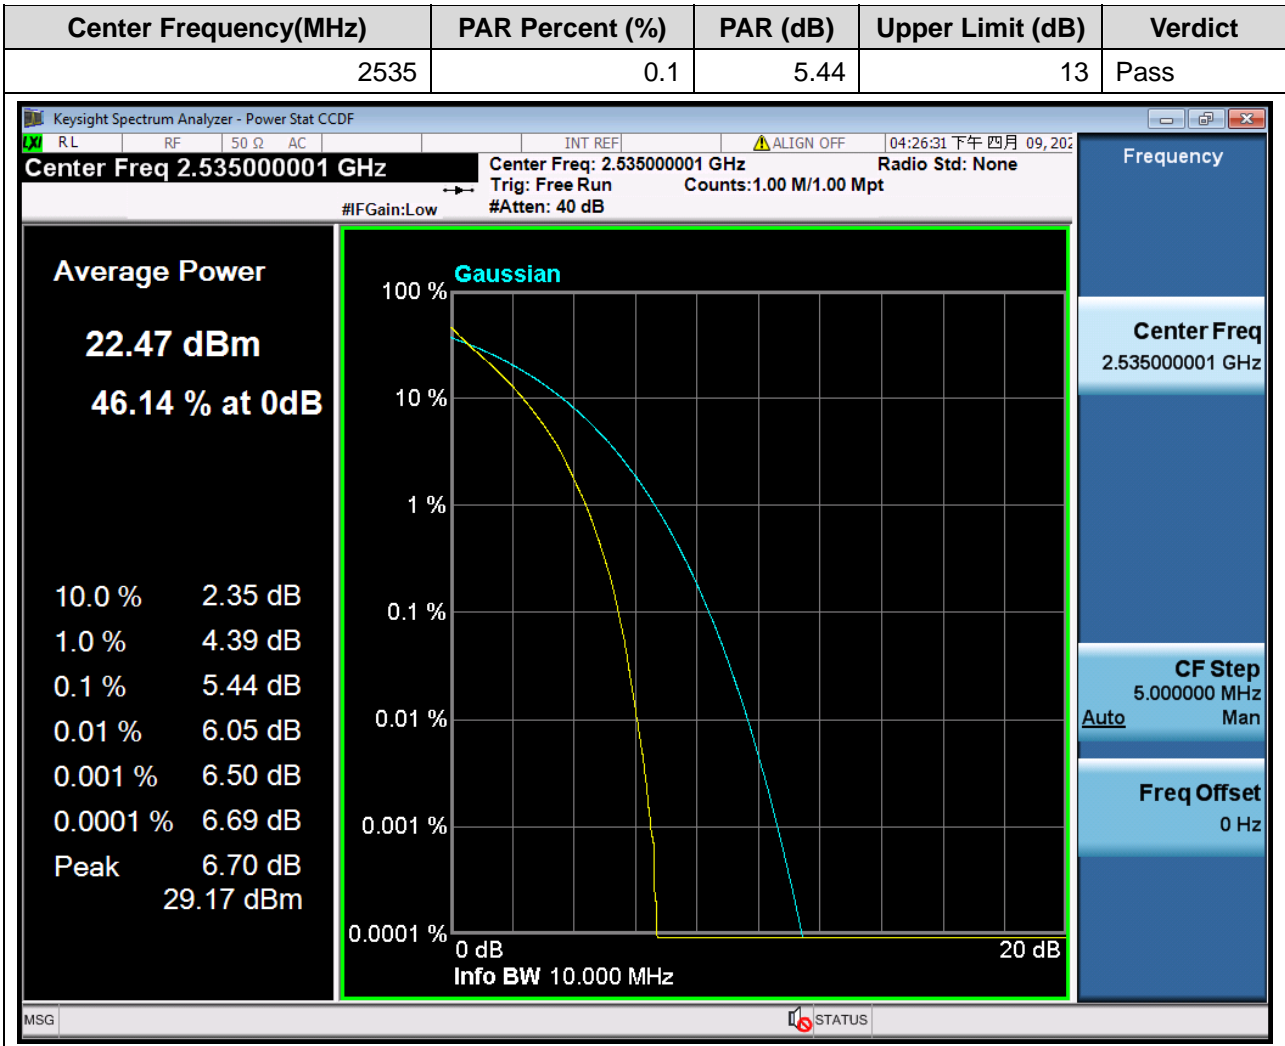 Center Frequency(MHz) PAR Percent (%) PAR (dB) Upper Limit (dB) Verdict
2535 0.1 5.44 13 Pass
Keysight Spectrum Analyzer - Power Stat CCDF
LXI RL RF 50 Ω AC INT REF ALIGN OFF 04:26:31 下午 四月 09, 202
Center Freq 2.535000001 GHz
Center Freq: 2.535000001 GHz Radio Std: None
Trig: Free Run Counts:1.00 M/1.00 Mpt
#IFGain:Low #Atten: 40 dB
Frequency
Average Power
22.47 dBm
46.14 % at 0dB
10.0 % 2.35 dB
1.0 % 4.39 dB
0.1 % 5.44 dB
0.01 % 6.05 dB
0.001 % 6.50 dB
0.0001 % 6.69 dB
Peak 6.70 dB
29.17 dBm
Gaussian
100 %
10 %
1 %
0.1 %
0.01 %
0.001 %
0.0001 %
0 dB 20 dB
Info BW 10.000 MHz
Center Freq
2.535000001 GHz
CF Step
5.000000 MHz
Auto Man
Freq Offset
0 Hz
MSG STATUS